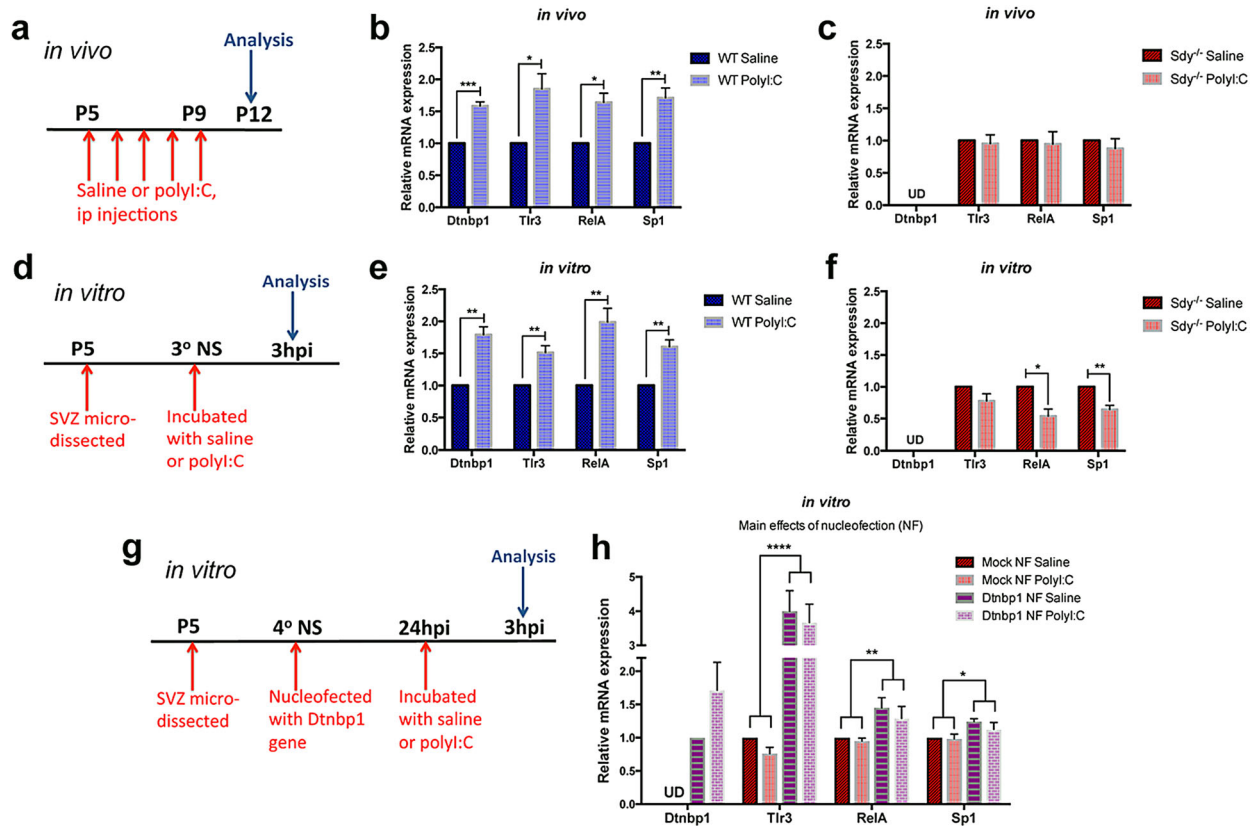 a
in vivo
Analysis
P5
P9
P12
Saline or polyI:C,
ip injections
b
in vivo
Relative mRNA expression
2.5
2.0
1.5
1.0
0.5
0.0
***
*
*
**
Dtnbp1 Tlr3 RelA Sp1
WT Saline
WT PolyI:C
c
in vivo
Relative mRNA expression
2.5
2.0
1.5
1.0
0.5
0.0
UD
Dtnbp1 Tlr3 RelA Sp1
Sdy-/- Saline
Sdy-/- PolyI:C
d
in vitro
Analysis
P5
3o NS
3hpi
SVZ micro-
dissected
Incubated
with saline
or polyI:C
e
in vitro
Relative mRNA expression
2.5
2.0
1.5
1.0
0.5
0.0
**
**
**
**
Dtnbp1 Tlr3 RelA Sp1
WT Saline
WT PolyI:C
f
in vitro
Relative mRNA expression
2.5
2.0
1.5
1.0
0.5
0.0
UD
*
**
Dtnbp1 Tlr3 RelA Sp1
Sdy-/- Saline
Sdy-/- PolyI:C
g
in vitro
Analysis
P5
4o NS
24hpi
3hpi
SVZ micro-
dissected
Nucleofected
with Dtnbp1
gene
Incubated
with saline
or polyI:C
h
in vitro
Main effects of nucleofection (NF)
Relative mRNA expression
5
4
3
2.0
1.5
1.0
0.5
0.0
UD
****
**
*
Dtnbp1 Tlr3 RelA Sp1
Mock NF Saline
Mock NF PolyI:C
Dtnbp1 NF Saline
Dtnbp1 NF PolyI:C